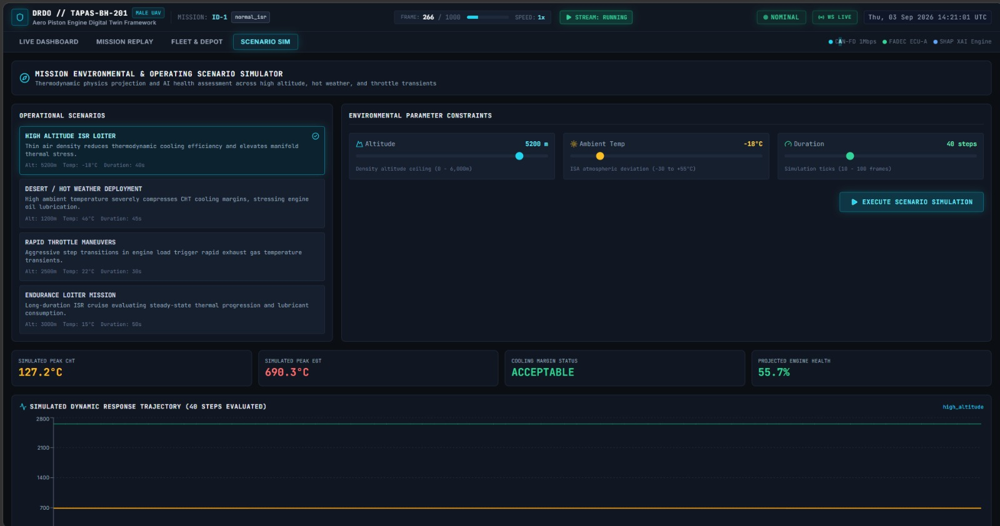 DRDO // TAPAS-BH-201 MALE UAV
Aero Piston Engine Digital Twin Framework
MISSION: ID-1 normal_isr
FRAME: 266 / 1000 SPEED: 1x
STREAM: RUNNING
NOMINAL
WS LIVE
Thu, 03 Sep 2026 14:21:01 UTC
LIVE DASHBOARD MISSION REPLAY FLEET & DEPOT SCENARIO SIM
CAN-FD 1Mbps FADEC ECU-A SHAP XAI Engine
MISSION ENVIRONMENTAL & OPERATING SCENARIO SIMULATOR
Thermodynamic physics projection and AI health assessment across high altitude, hot weather, and throttle transients
OPERATIONAL SCENARIOS
HIGH ALTITUDE ISR LOITER
Thin air density reduces thermodynamic cooling efficiency and elevates manifold
thermal stress.
Alt: 5200m Temp: -18°C Duration: 40s
DESERT / HOT WEATHER DEPLOYMENT
High ambient temperature severely compresses CHT cooling margins, stressing engine
oil lubrication.
Alt: 1200m Temp: 46°C Duration: 45s
RAPID THROTTLE MANEUVERS
Aggressive step transitions in engine load trigger rapid exhaust gas temperature
transients.
Alt: 2500m Temp: 22°C Duration: 30s
ENDURANCE LOITER MISSION
Long-duration ISR cruise evaluating steady-state thermal progression and lubricant
consumption.
Alt: 3000m Temp: 15°C Duration: 50s
ENVIRONMENTAL PARAMETER CONSTRAINTS
Altitude 5200 m
Density altitude ceiling (0 - 6,000m)
Ambient Temp -18°C
ISA atmospheric deviation (-30 to +55°C)
Duration 40 steps
Simulation ticks (10 - 100 frames)
EXECUTE SCENARIO SIMULATION
SIMULATED PEAK CHT
127.2°C
SIMULATED PEAK EGT
690.3°C
COOLING MARGIN STATUS
ACCEPTABLE
PROJECTED ENGINE HEALTH
55.7%
SIMULATED DYNAMIC RESPONSE TRAJECTORY (40 STEPS EVALUATED)
high_altitude
2800
2100
1400
700